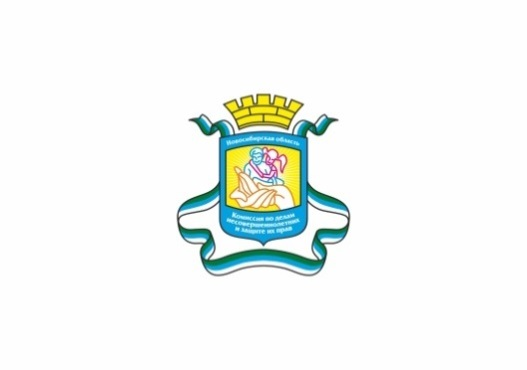 Новосибирская область
Комиссия по делам
несовершеннолетних
и защите их прав